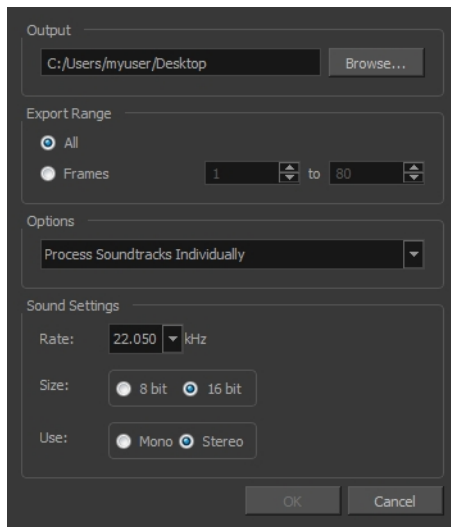 Output
C:/Users/myuser/Desktop Browse...
Export Range
All
Frames 1 to 80
Options
Process Soundtracks Individually
Sound Settings
Rate: 22.050 kHz
Size: 8 bit 16 bit
Use: Mono Stereo
OK Cancel